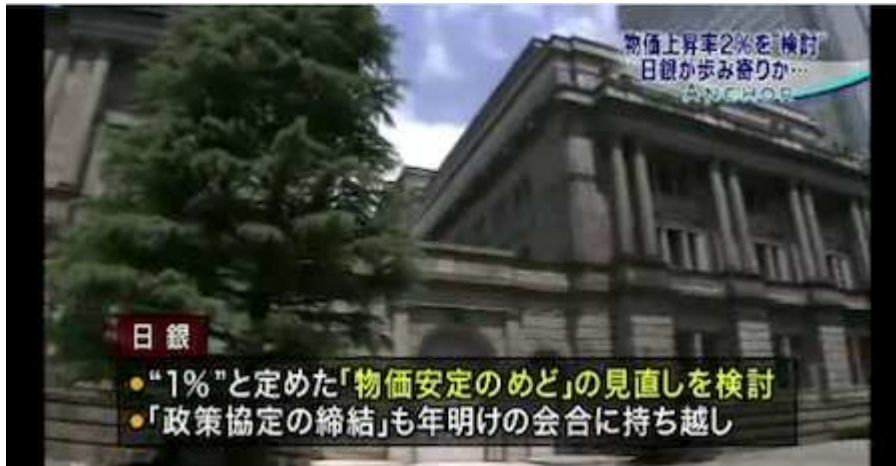 物価上昇率2%を"検討"
日銀が歩み寄りか…
ANCHOR
日銀
・"1%"と定めた「物価安定のめど」の見直しを検討
・「政策協定の締結」も年明けの会合に持ち越し